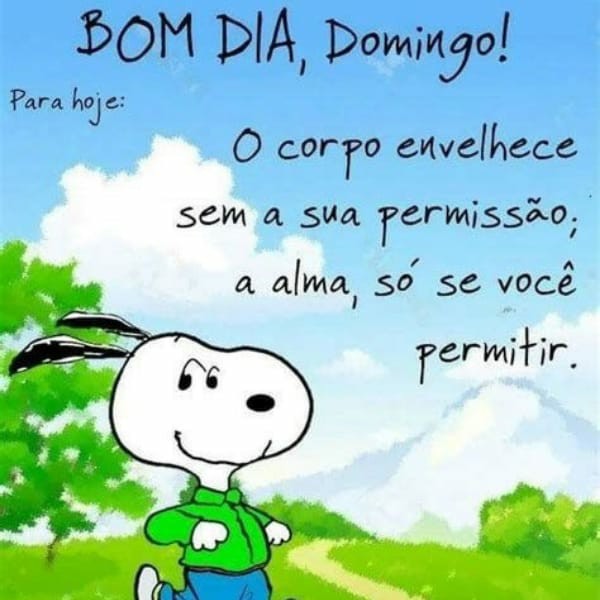 BOM DIA, Domingo!
Para hoje:
O corpo envelhece
sem a sua permissão;
a alma, só se você
permitir.